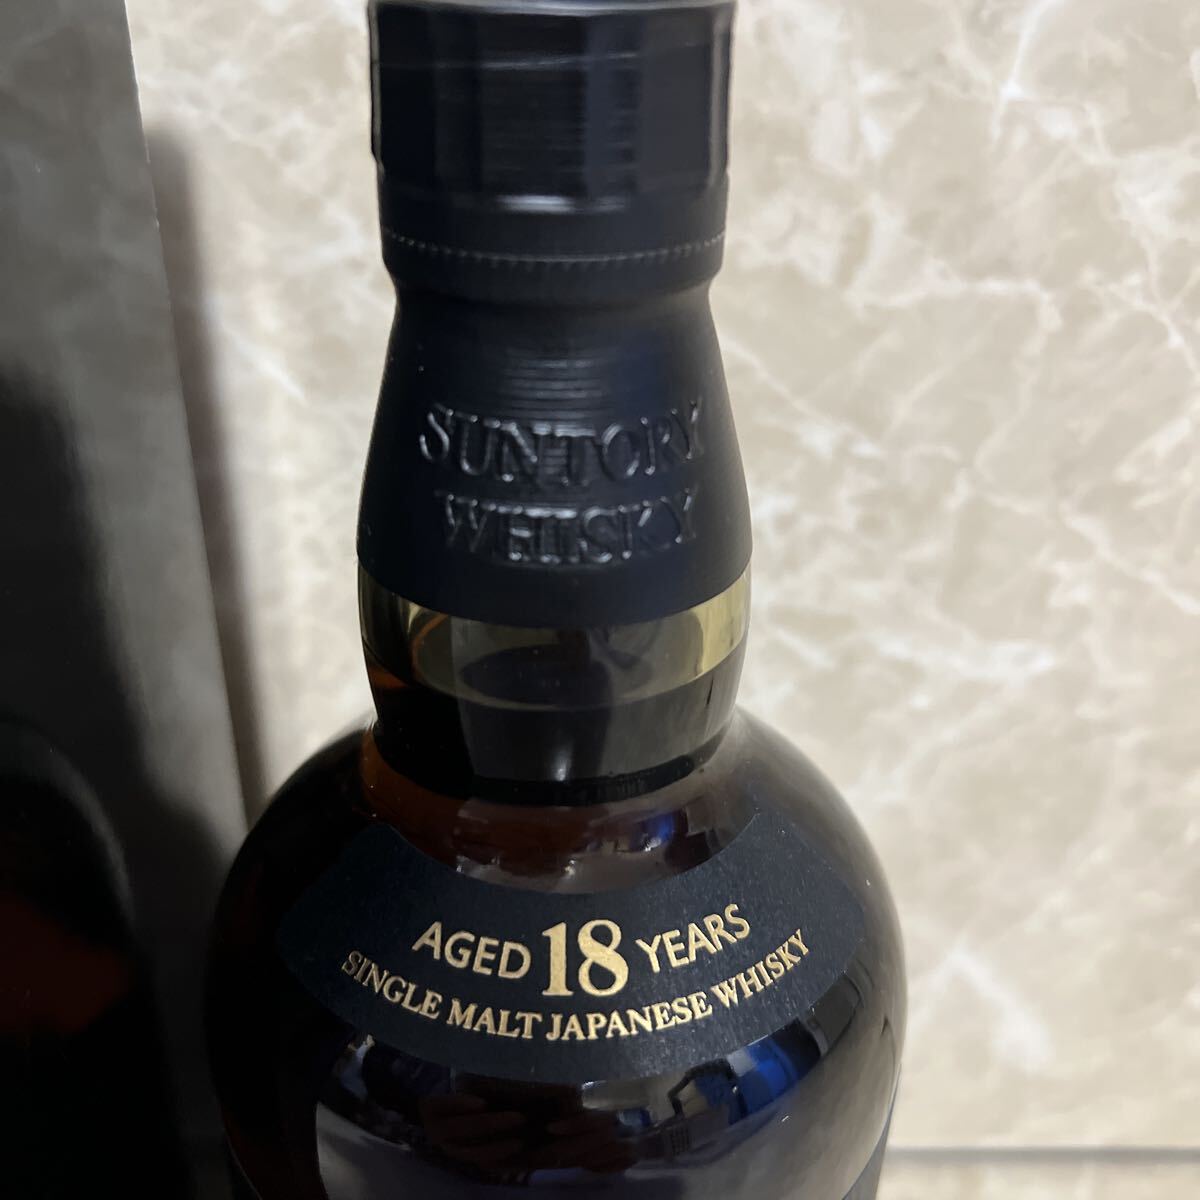 SUNTORY
WHISKY
AGED 18 YEARS
SINGLE MALT JAPANESE WHISKY